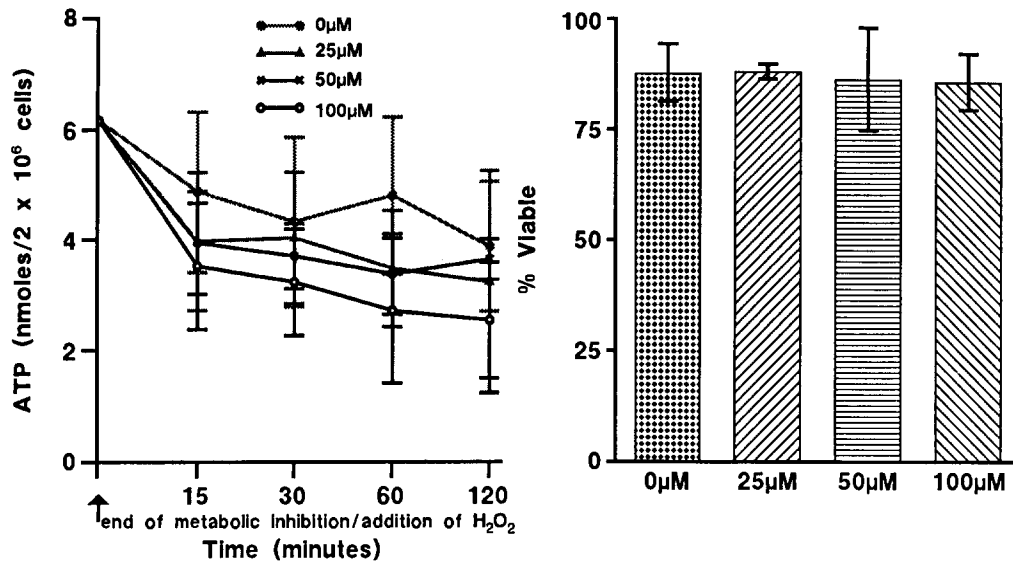 8
6
4
2
0
ATP (nmoles/2 x 10⁶ cells)
0µM
25µM
50µM
100µM
15 30 60 120
end of metabolic Inhibition/addition of H₂O₂
Time (minutes)
100
75
50
25
0
% Viable
0µM 25µM 50µM 100µM